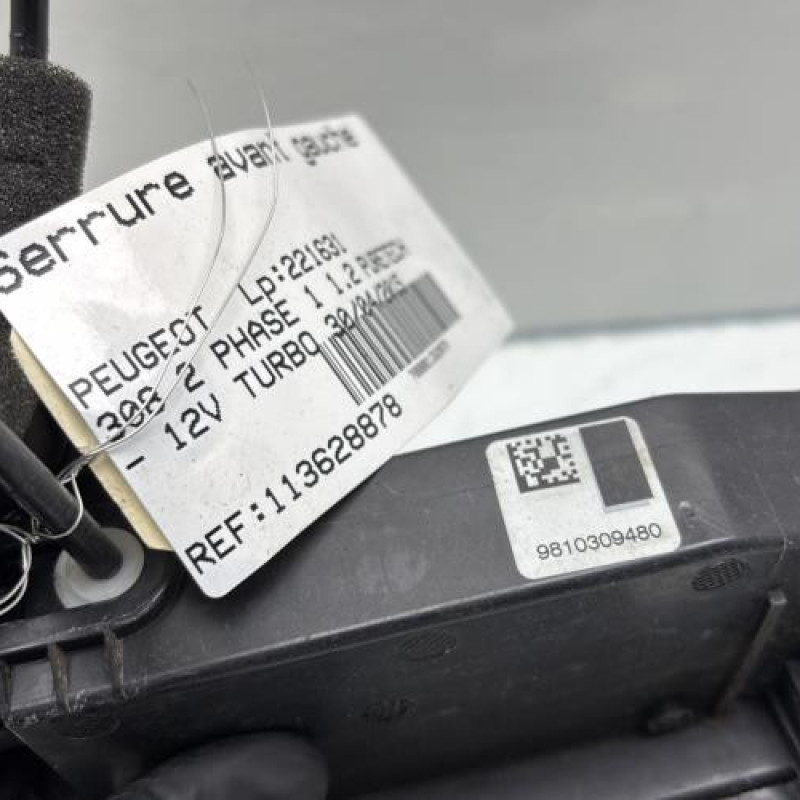 Serrure avant gauche
PEUGEOT Lp:221631
308 2 PHASE 1 1.2 PURETECH
- 12V TURBO 30/04/2015
REF:113628878
9810309480